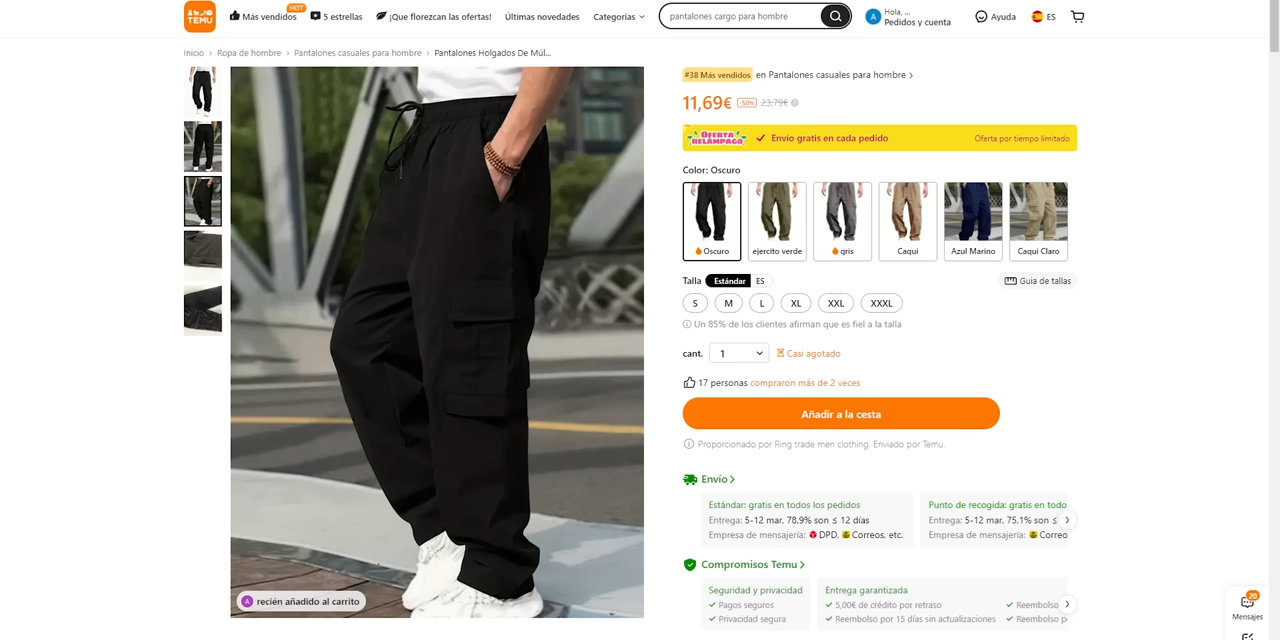 TEMU
Más vendidos
HOT
5 estrellas
¡Que florezcan las ofertas!
Últimas novedades
Categorías
pantalones cargo para hombre
A
Hola, ...
Pedidos y cuenta
Ayuda
ES
Inicio > Ropa de hombre > Pantalones casuales para hombre > Pantalones Holgados De Múl...
#38 Más vendidos en Pantalones casuales para hombre >
11,69€ -50% 23,79€
OFERTA RELÁMPAGO
Envío gratis en cada pedido
Oferta por tiempo limitado
Color: Oscuro
Oscuro
ejercito verde
gris
Caqui
Azul Marino
Caqui Claro
Talla Estándar ES
Guia de tallas
S M L XL XXL XXXL
Un 85% de los clientes afirman que es fiel a la talla
cant. 1 Casi agotado
17 personas compraron más de 2 veces
Añadir a la cesta
Proporcionado por Ring trade men clothing. Enviado por Temu.
Envío >
Estándar: gratis en todos los pedidos
Entrega: 5-12 mar, 78,9% son ≤ 12 días
Empresa de mensajería: DPD, Correos, etc.
Punto de recogida: gratis en todo
Entrega: 5-12 mar, 75,1% son ≤
Empresa de mensajería: Correo
Compromisos Temu >
Seguridad y privacidad
Pagos seguros
Privacidad segura
Entrega garantizada
5,00€ de crédito por retraso
Reembolso por 15 días sin actualizaciones
Reembolso
Reembolso
A recién añadido al carrito
20
Mensajes